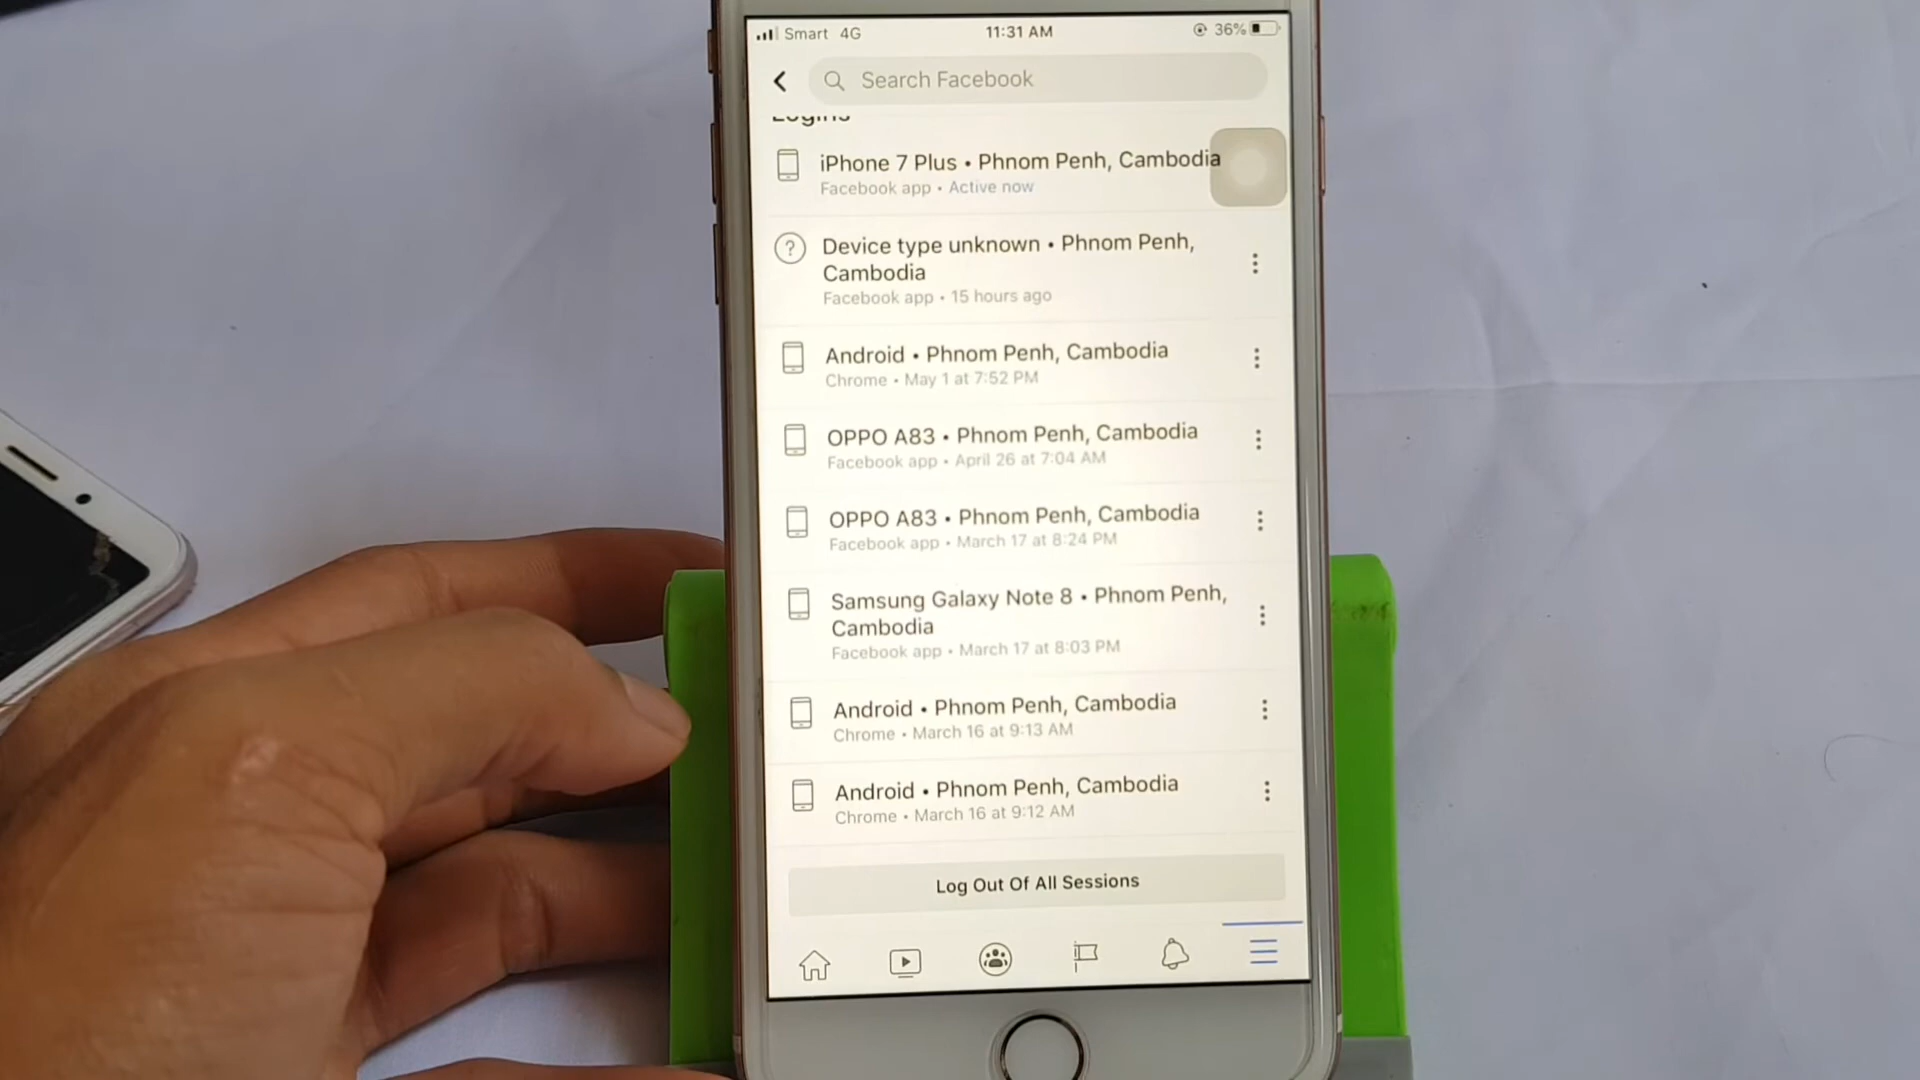 Smart 4G 11:31 AM 36%
Search Facebook
Logins
iPhone 7 Plus • Phnom Penh, Cambodia
Facebook app • Active now
Device type unknown • Phnom Penh,
Cambodia
Facebook app • 15 hours ago
Android • Phnom Penh, Cambodia
Chrome • May 1 at 7:52 PM
OPPO A83 • Phnom Penh, Cambodia
Facebook app • April 26 at 7:04 AM
OPPO A83 • Phnom Penh, Cambodia
Facebook app • March 17 at 8:24 PM
Samsung Galaxy Note 8 • Phnom Penh,
Cambodia
Facebook app • March 17 at 8:03 PM
Android • Phnom Penh, Cambodia
Chrome • March 16 at 9:13 AM
Android • Phnom Penh, Cambodia
Chrome • March 16 at 9:12 AM
Log Out Of All Sessions